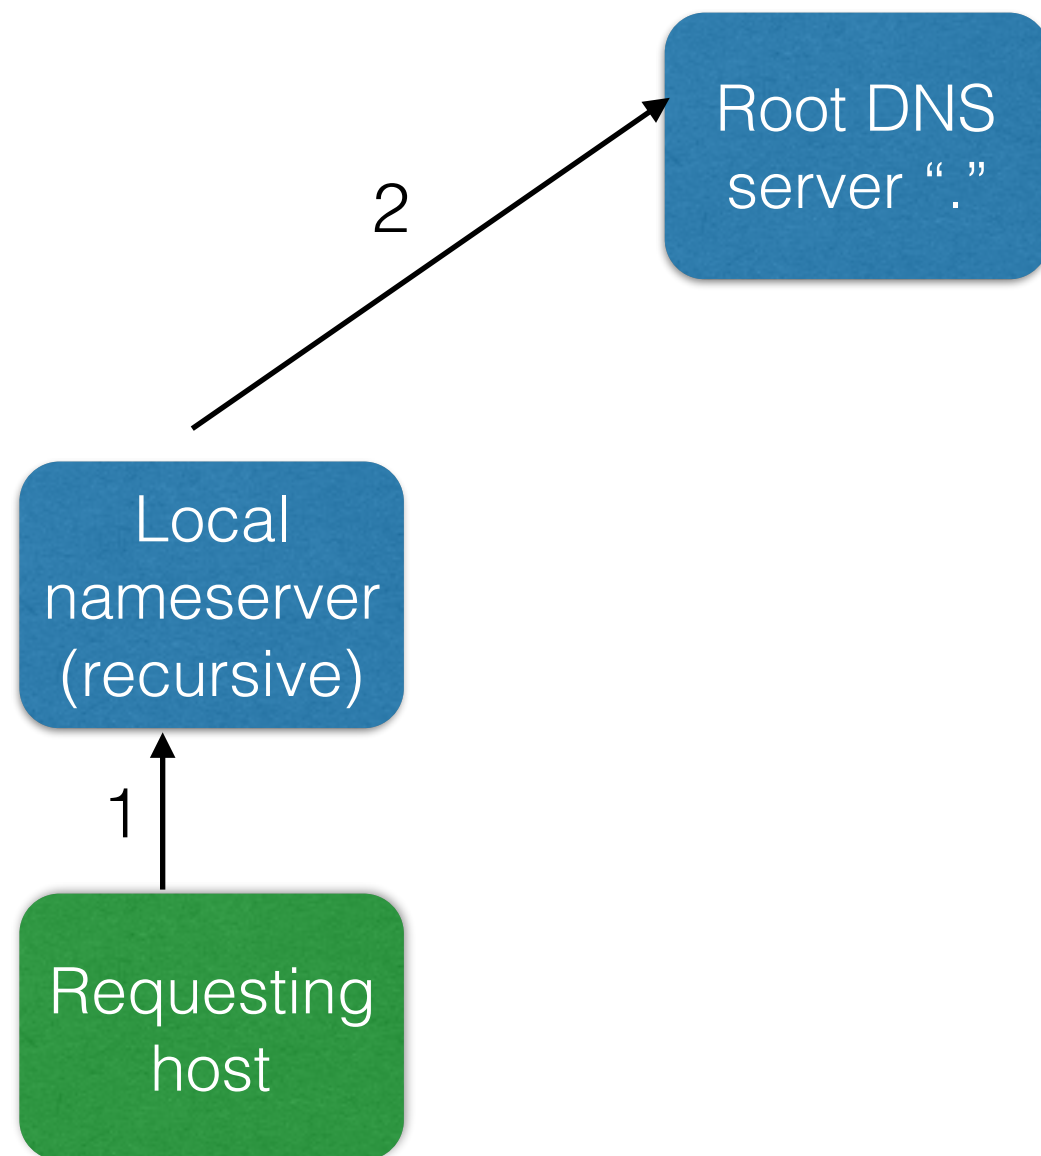 Root DNS
server “.”
2
Local
nameserver
(recursive)
1
Requesting
host